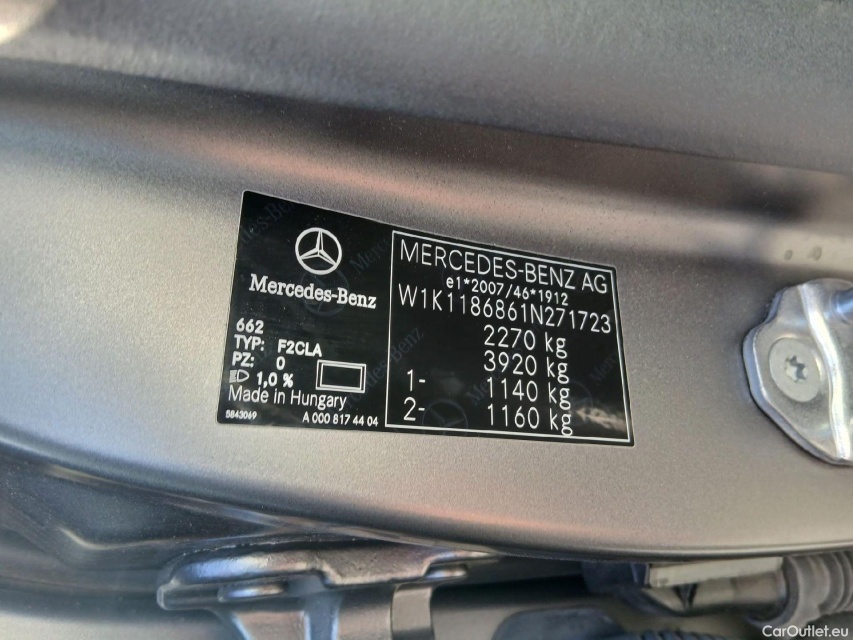 Mercedes-Benz
662
TYP: F2CLA
PZ: 0
1,0 %
Made in Hungary
5843069
A 000 817 44 04
MERCEDES-BENZ AG
e1*2007/46*1912
W1K1186861N271723
2270 kg
3920 kg
1- 1140 kg
2- 1160 kg
CarOutlet.eu